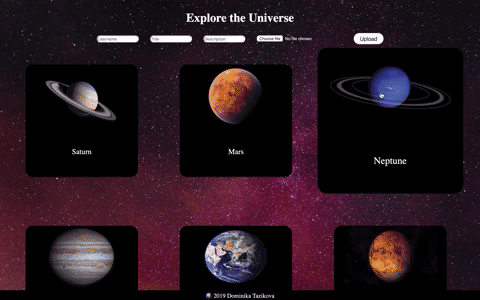 Explore the Universe
Username Title Description Choose file No file chosen Upload
Saturn Mars Neptune
2019 Dominika Tazikova